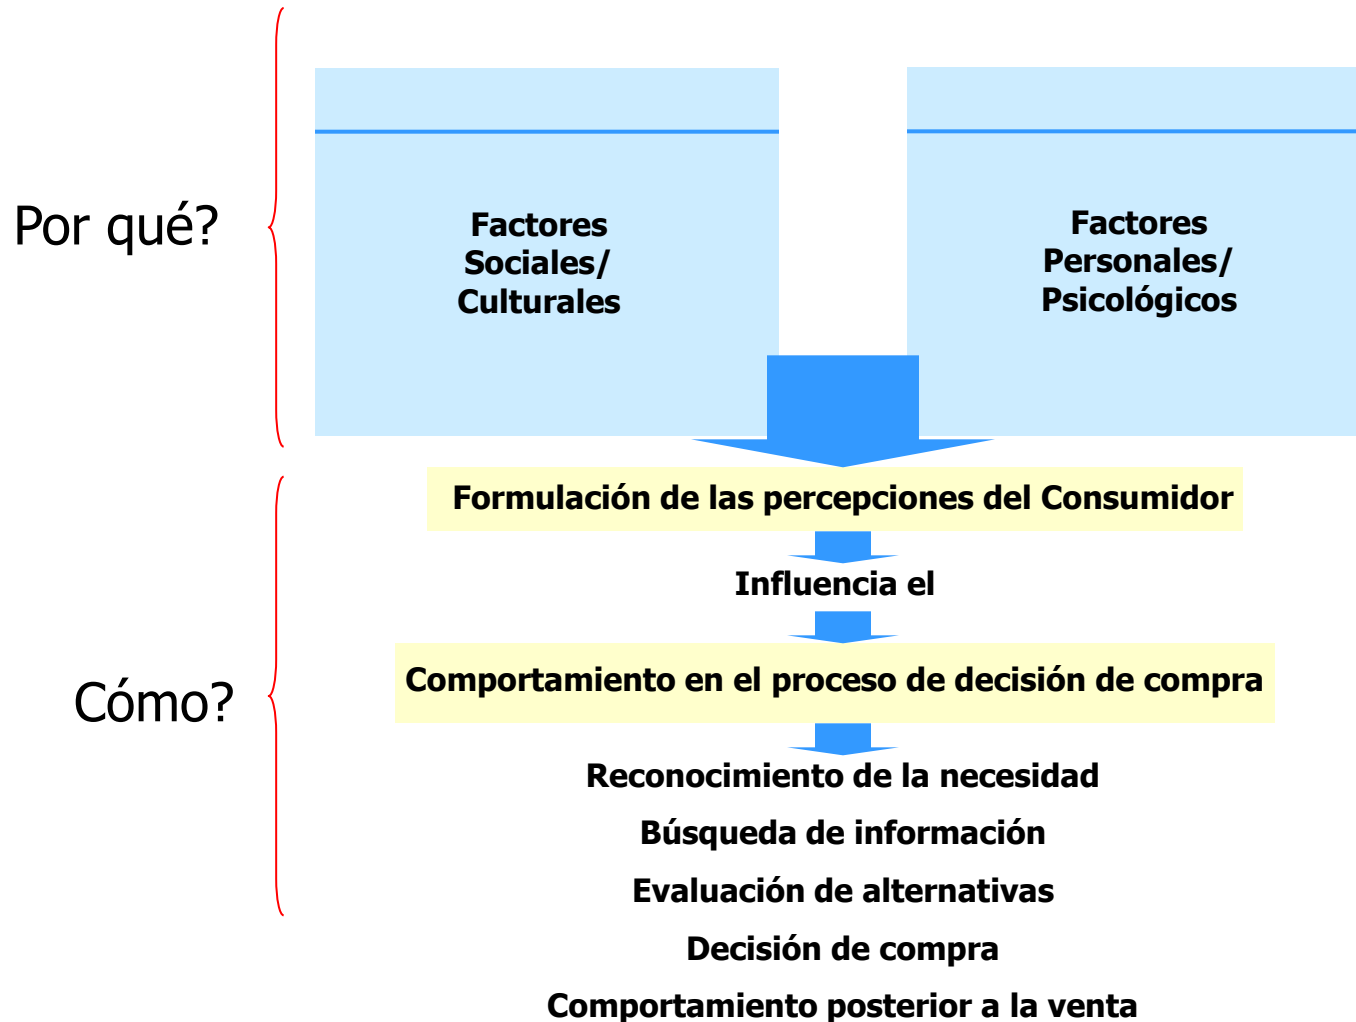 Por qué?
Factores
Sociales/
Culturales
Factores
Personales/
Psicológicos
Formulación de las percepciones del Consumidor
Influencia el
Cómo?
Comportamiento en el proceso de decisión de compra
Reconocimiento de la necesidad
Búsqueda de información
Evaluación de alternativas
Decisión de compra
Comportamiento posterior a la venta